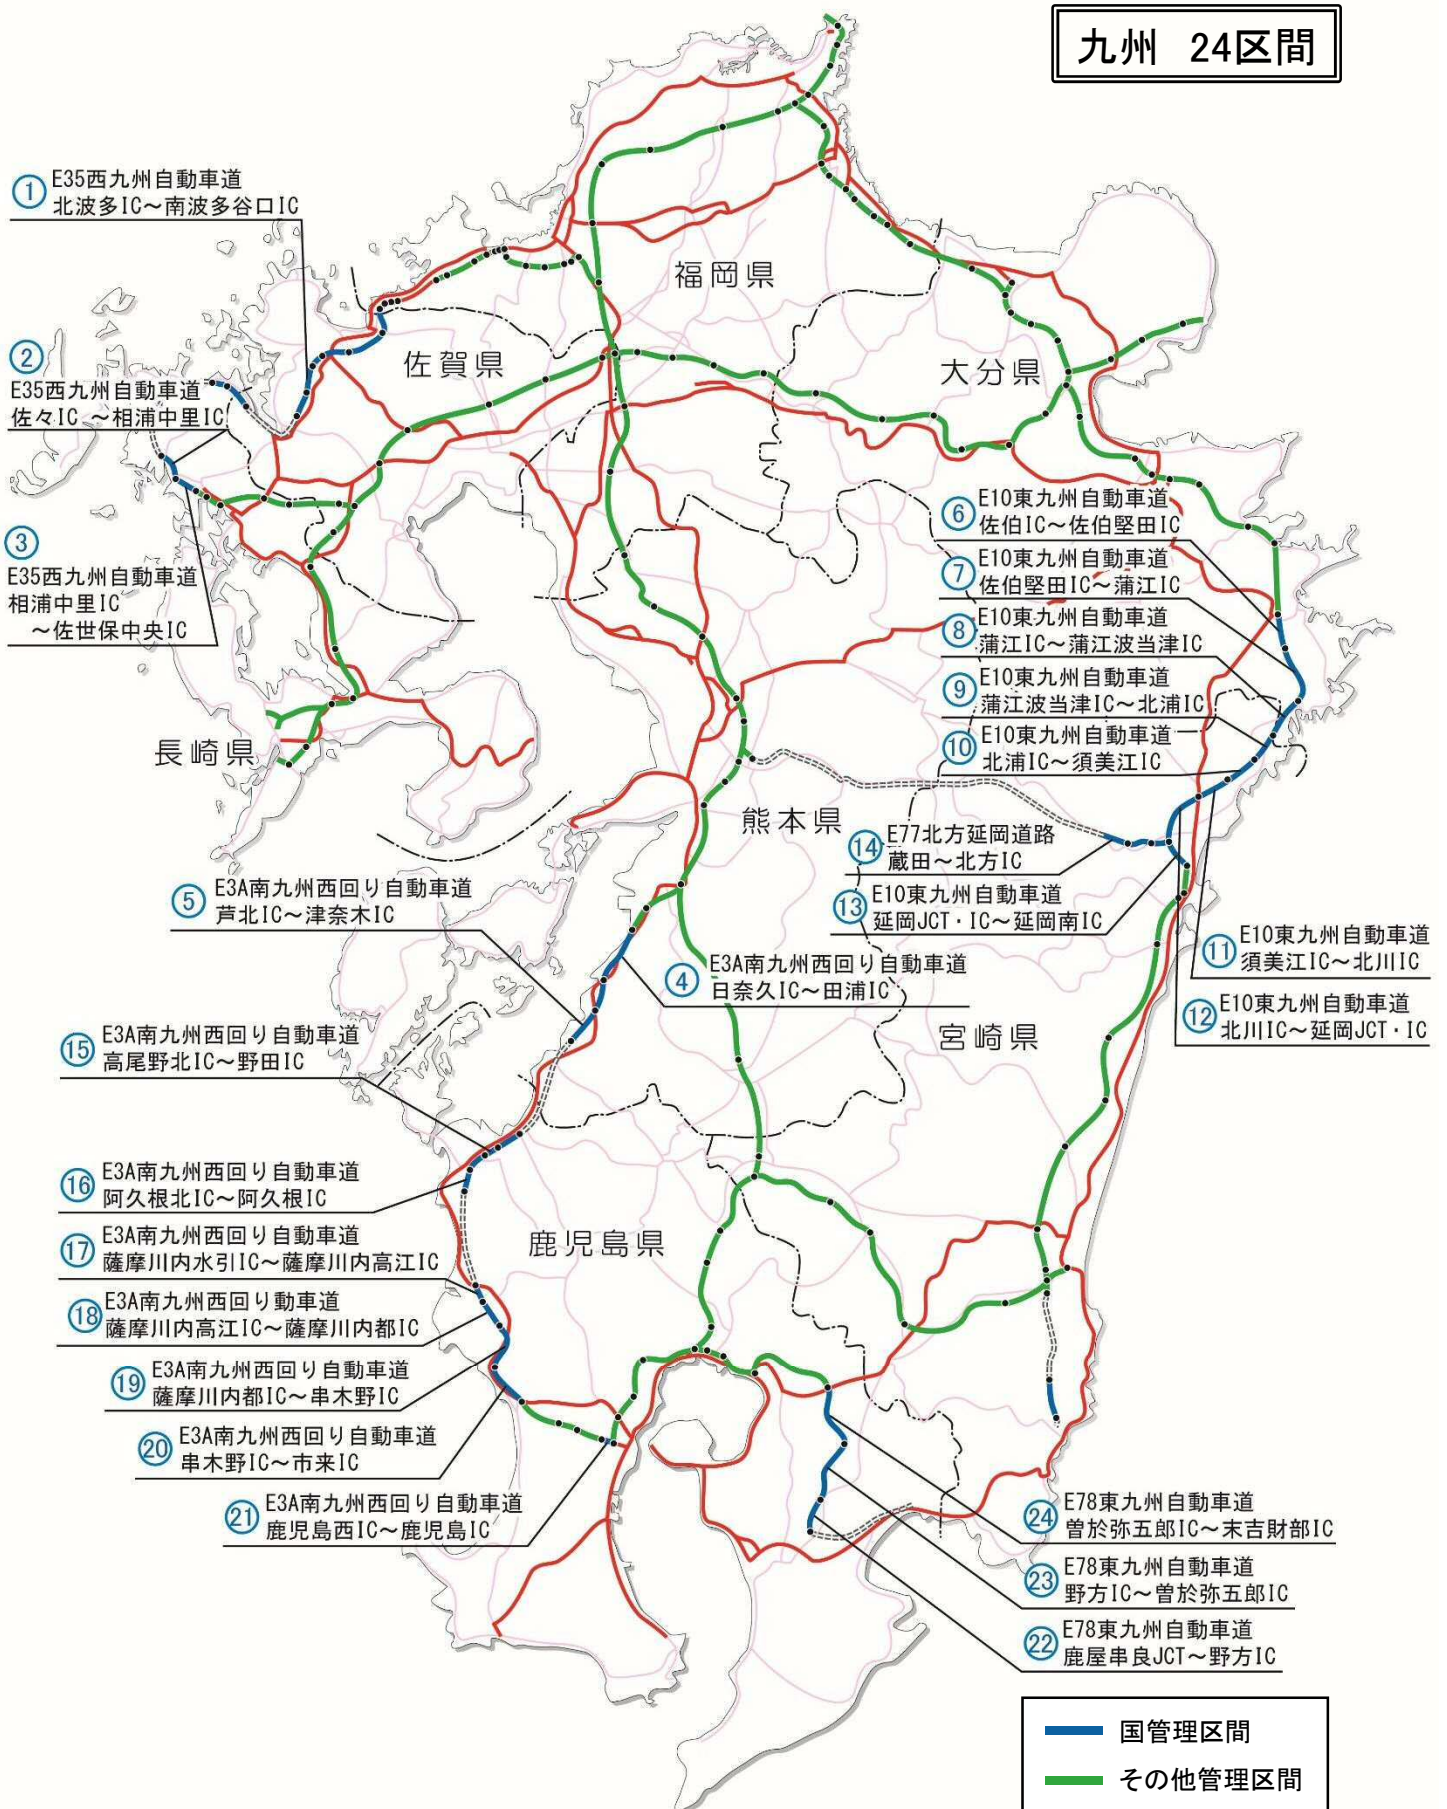 九州 24区間
① E35西九州自動車道
北波多IC～南波多谷口IC
②
E35西九州自動車道
佐々IC ～相浦中里IC
③
E35西九州自動車道
相浦中里IC
～佐世保中央IC
福岡県
佐賀県
大分県
長崎県
熊本県
宮崎県
鹿児島県
⑥ E10東九州自動車道
佐伯IC～佐伯堅田IC
⑦ E10東九州自動車道
佐伯堅田IC～蒲江IC
⑧ E10東九州自動車道
蒲江IC～蒲江波当津IC
⑨ E10東九州自動車道
蒲江波当津IC～北浦IC
⑩ E10東九州自動車道
北浦IC～須美江IC
⑭ E77北方延岡道路
蔵田～北方IC
⑬ E10東九州自動車道
延岡JCT・IC～延岡南IC
⑪ E10東九州自動車道
須美江IC～北川IC
⑫ E10東九州自動車道
北川IC～延岡JCT・IC
⑤ E3A南九州西回り自動車道
芦北IC～津奈木IC
④ E3A南九州西回り自動車道
日奈久IC～田浦IC
⑮ E3A南九州西回り自動車道
高尾野北IC～野田IC
⑯ E3A南九州西回り自動車道
阿久根北IC～阿久根IC
⑰ E3A南九州西回り自動車道
薩摩川内水引IC～薩摩川内高江IC
⑱ E3A南九州西回り動車道
薩摩川内高江IC～薩摩川内都IC
⑲ E3A南九州西回り自動車道
薩摩川内都IC～串木野IC
⑳ E3A南九州西回り自動車道
串木野IC～市来IC
㉑ E3A南九州西回り自動車道
鹿児島西IC～鹿児島IC
㉔ E78東九州自動車道
曽於弥五郎IC～末吉財部IC
㉓ E78東九州自動車道
野方IC～曽於弥五郎IC
㉒ E78東九州自動車道
鹿屋串良JCT～野方IC
国管理区間
その他管理区間